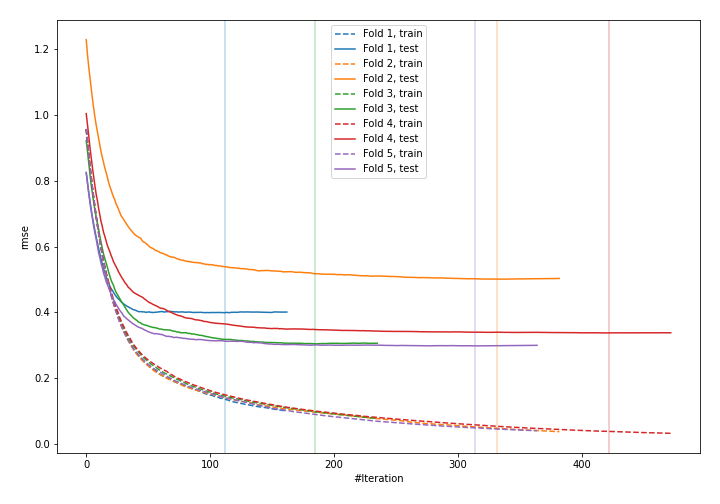 Fold 1, train
Fold 1, test
Fold 2, train
Fold 2, test
Fold 3, train
Fold 3, test
Fold 4, train
Fold 4, test
Fold 5, train
Fold 5, test
rmse
1.2
1.0
0.8
0.6
0.4
0.2
0.0
0 100 200 300 400
#Iteration